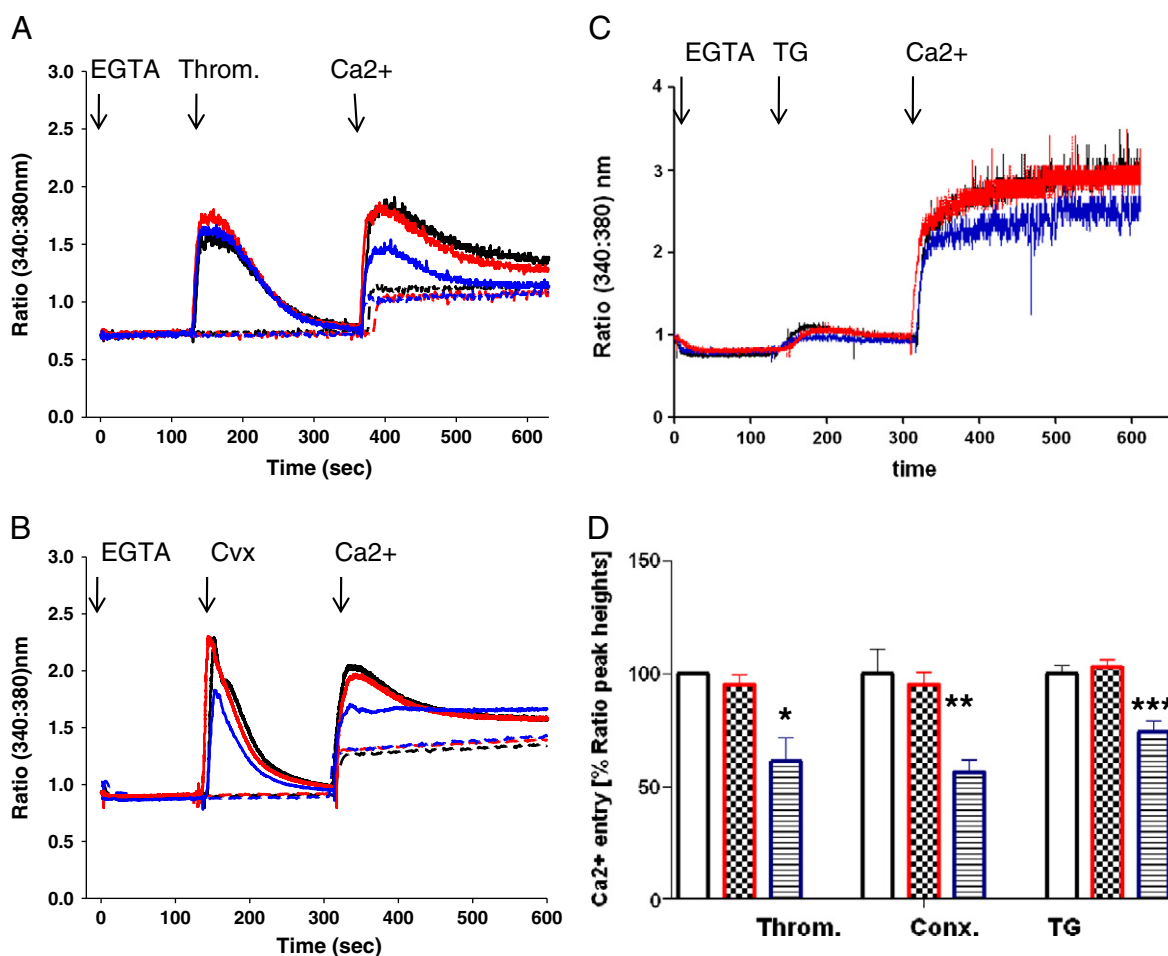 A
EGTA Throm. Ca2+
3.0
2.5
2.0
1.5
1.0
0.5
0.0
Ratio (340:380nm)
0 100 200 300 400 500 600
Time (sec)
B
EGTA Cvx Ca2+
3.0
2.5
2.0
1.5
1.0
0.5
0.0
Ratio (340:380)nm
0 100 200 300 400 500 600
Time (sec)
C
EGTA TG Ca2+
4
3
2
1
0
Ratio (340:380) nm
0 100 200 300 400 500 600
time
D
150
100
50
0
Ca2+ entry [% Ratio peak heights]
* ** ***
Throm. Conx. TG